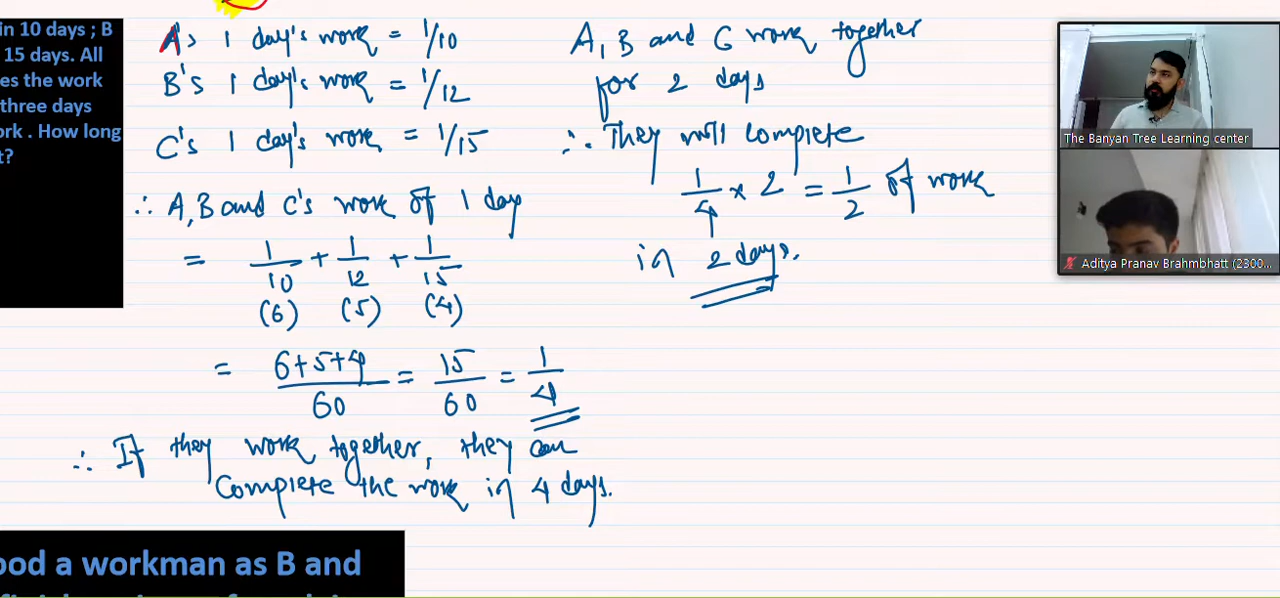 in 10 days ; B
15 days. All
es the work
three days
ork . How long
t?
A's 1 day's work = 1/10
B's 1 day's work = 1/12
C's 1 day's work = 1/15
∴ A, B and C's work of 1 day
= 1/10 + 1/12 + 1/15
(6) (5) (4)
= 6+5+4/60 = 15/60 = 1/4
∴ If they work together, they can
Complete the work in 4 days.
A, B and C work together
for 2 days
∴ They will complete
1/4 × 2 = 1/2 of work
in 2 days.
The Banyan Tree Learning center
Aditya Pranav Brahmbhatt (2300...
ood a workman as B and